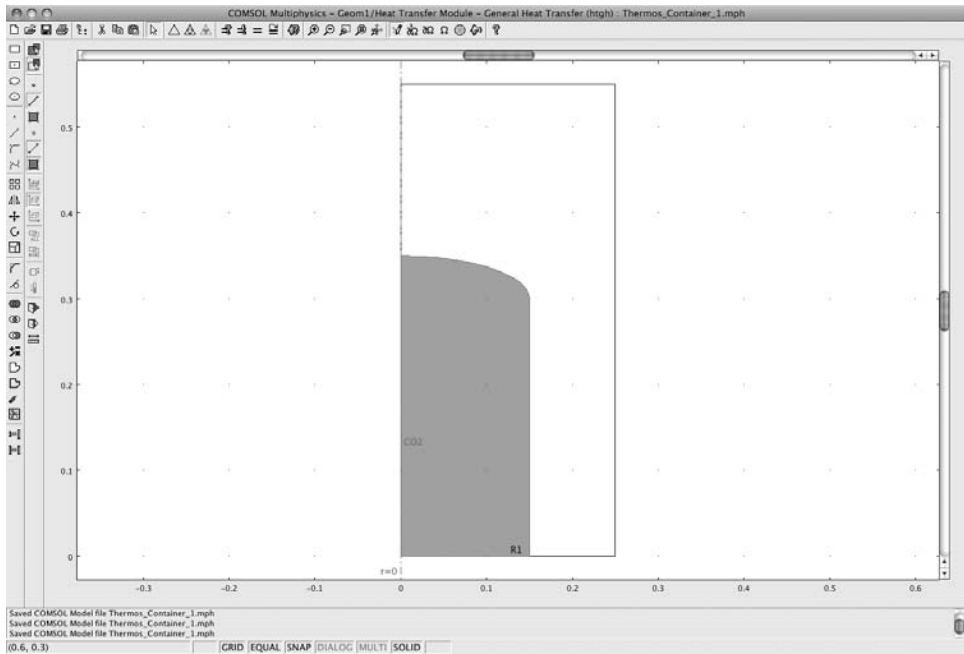 COMSOL Multiphysics – Geom1/Heat Transfer Module – General Heat Transfer (htgh) : Thermos_Container_1.mph
0.5
0.4
0.3
0.2
CO2
0.1
R1
0
r=0
-0.3 -0.2 -0.1 0 0.1 0.2 0.3 0.4 0.5 0.6
Saved COMSOL Model file Thermos_Container_1.mph
Saved COMSOL Model file Thermos_Container_1.mph
Saved COMSOL Model file Thermos_Container_1.mph
(0.6, 0.3) GRID EQUAL SNAP DIALOG MULTI SOLID